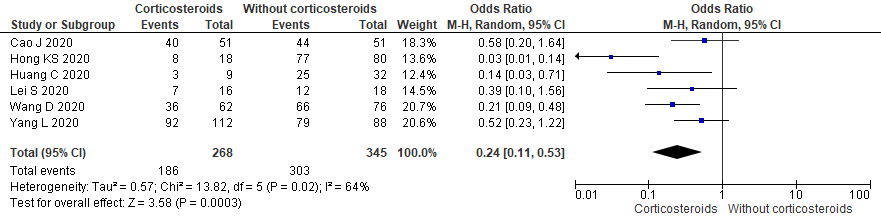 Corticosteroids Without corticosteroids Odds Ratio Odds Ratio
Study or Subgroup Events Total Events Total Weight M-H, Random, 95% CI M-H, Random, 95% CI
Cao J 2020 40 51 44 51 18.3% 0.58 [0.20, 1.64]
Hong KS 2020 8 18 77 80 13.6% 0.03 [0.01, 0.14]
Huang C 2020 3 9 25 32 12.4% 0.14 [0.03, 0.71]
Lei S 2020 7 16 12 18 14.4% 0.39 [0.10, 1.56]
Wang D 2020 36 62 66 76 20.7% 0.21 [0.09, 0.48]
Yang L 2020 92 112 79 88 20.6% 0.52 [0.23, 1.22]
Total (95% CI) 268 345 100.0% 0.24 [0.11, 0.53]
Total events 186 303
Heterogeneity: Tau² = 0.57; Chi² = 13.82, df = 5 (P = 0.02); I² = 64%
Test for overall effect: Z = 3.58 (P = 0.0003)
0.01 0.1 1 10 100
Corticosteroids Without corticosteroids